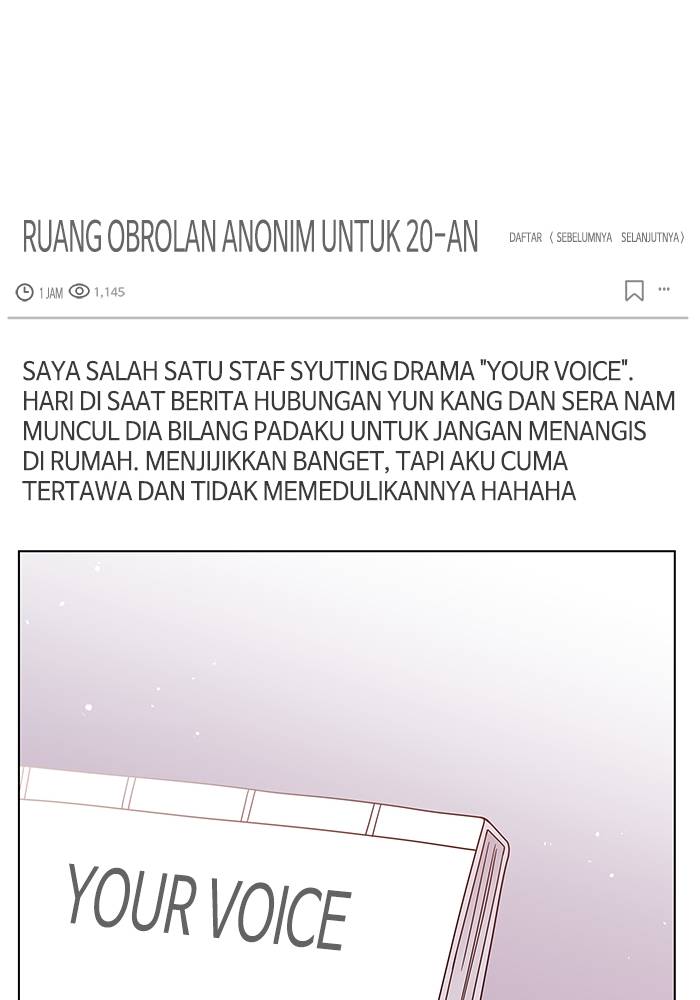 RUANG OBROLAN ANONIM UNTUK 20-AN
DAFTAR 〈 SEBELUMNYA SELANJUTNYA 〉
1 JAM 1,145
SAYA SALAH SATU STAF SYUTING DRAMA "YOUR VOICE".
HARI DI SAAT BERITA HUBUNGAN YUN KANG DAN SERA NAM
MUNCUL DIA BILANG PADAKU UNTUK JANGAN MENANGIS
DI RUMAH. MENJIJIKKAN BANGET, TAPI AKU CUMA
TERTAWA DAN TIDAK MEMEDULIKANNYA HAHAHA
YOUR VOICE